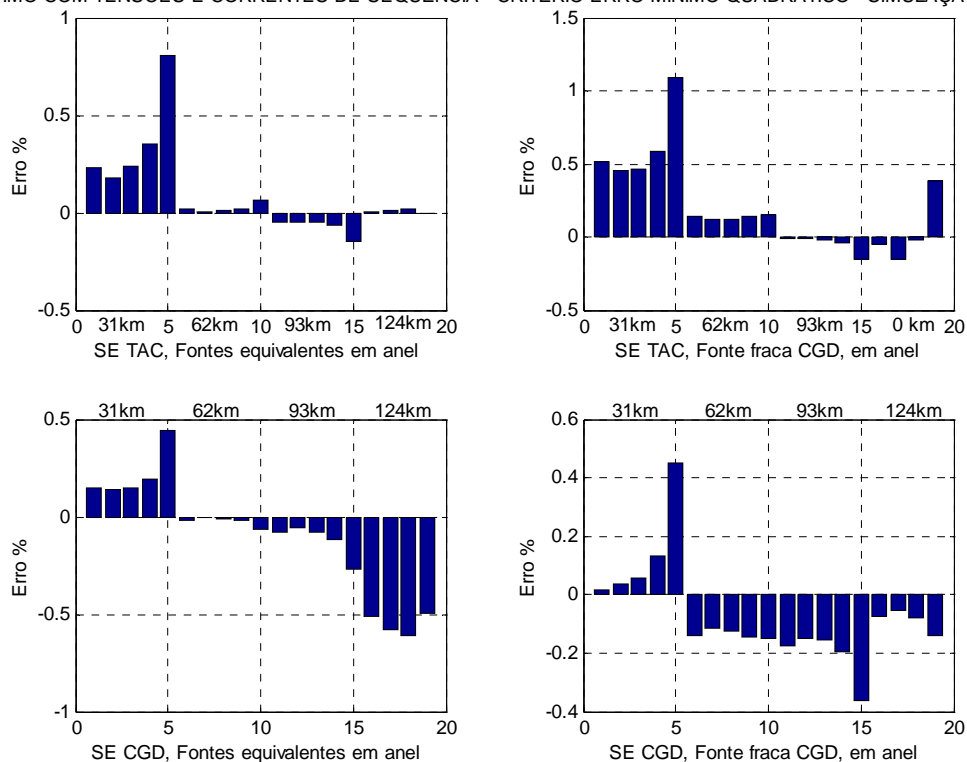 COM TENSÕES E CORRENTES DE SEQUÊNCIA - CRITÉRIO ERRO MÍNIMO QUADRÁTICO - 
1
0.5
0
-0.5
Erro %
0 31km 5 62km 10 93km 15 124km 20
SE TAC, Fontes equivalentes em anel
1.5
1
0.5
0
-0.5
Erro %
0 31km 5 62km 10 93km 15 0 km 20
SE TAC, Fonte fraca CGD, em anel
31km 62km 93km 124km
0.5
0
-0.5
-1
Erro %
0 5 10 15 20
SE CGD, Fontes equivalentes em anel
31km 62km 93km 124km
0.6
0.4
0.2
0
-0.2
-0.4
Erro %
0 5 10 15 20
SE CGD, Fonte fraca CGD, em anel